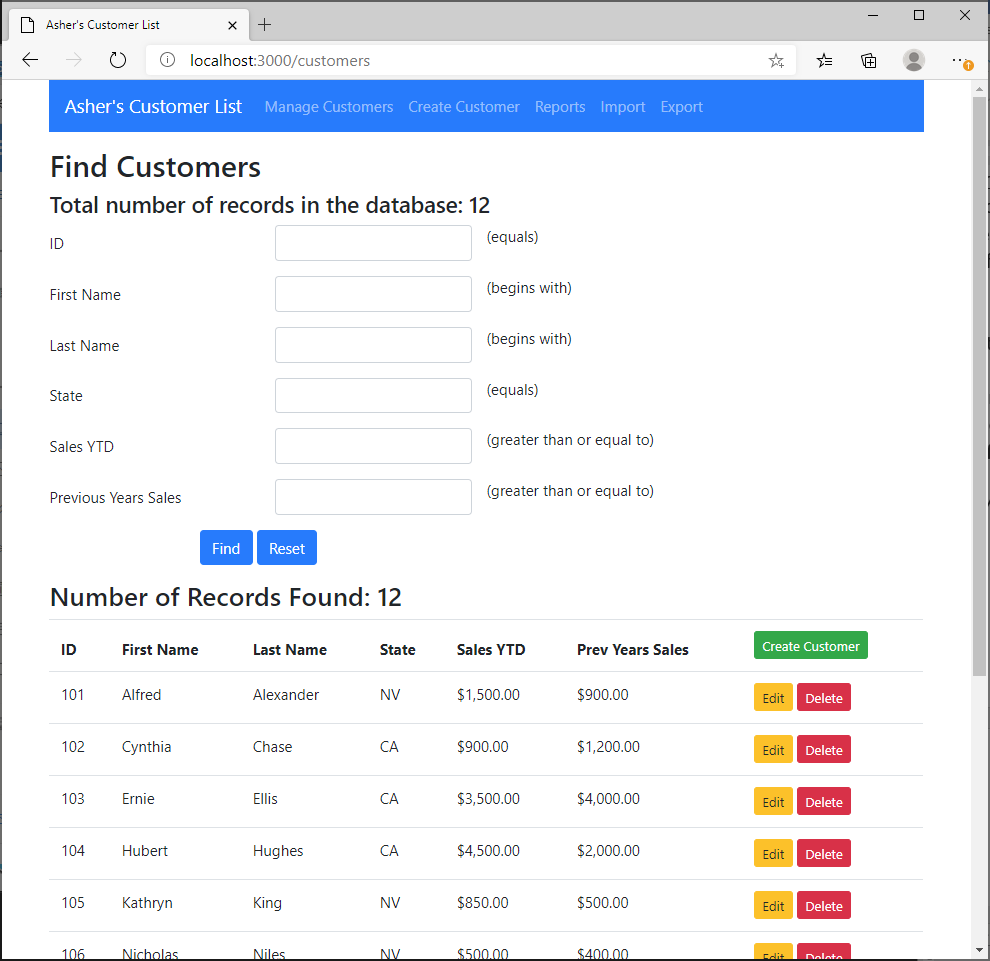 Asher's Customer List
localhost:3000/customers
Asher's Customer List Manage Customers Create Customer Reports Import Export
Find Customers
Total number of records in the database: 12
ID (equals)
First Name (begins with)
Last Name (begins with)
State (equals)
Sales YTD (greater than or equal to)
Previous Years Sales (greater than or equal to)
Find Reset
Number of Records Found: 12
ID First Name Last Name State Sales YTD Prev Years Sales Create Customer
101 Alfred Alexander NV $1,500.00 $900.00 Edit Delete
102 Cynthia Chase CA $900.00 $1,200.00 Edit Delete
103 Ernie Ellis CA $3,500.00 $4,000.00 Edit Delete
104 Hubert Hughes CA $4,500.00 $2,000.00 Edit Delete
105 Kathryn King NV $850.00 $500.00 Edit Delete
106 Nicholas Niles NV $500.00 $400.00 Edit Delete